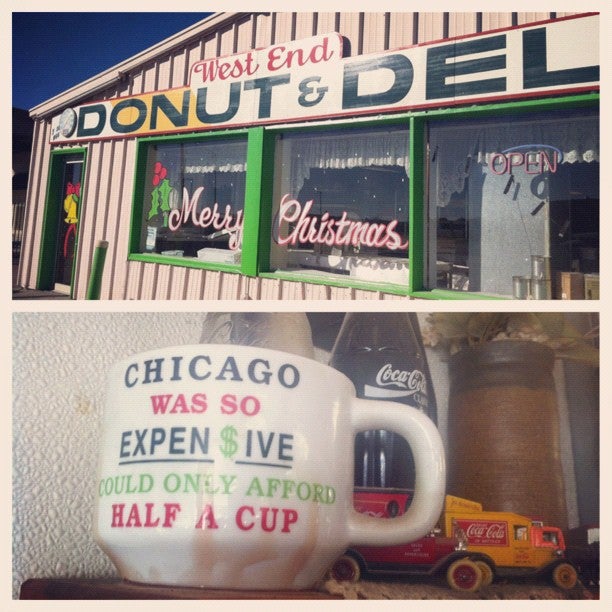 West End
DONUT & DEL
Merry Christmas
OPEN
CHICAGO
WAS SO
EXPEN$IVE
COULD ONLY AFFORD
HALF A CUP
Coca-Cola
CLASSIC
Coca-Cola